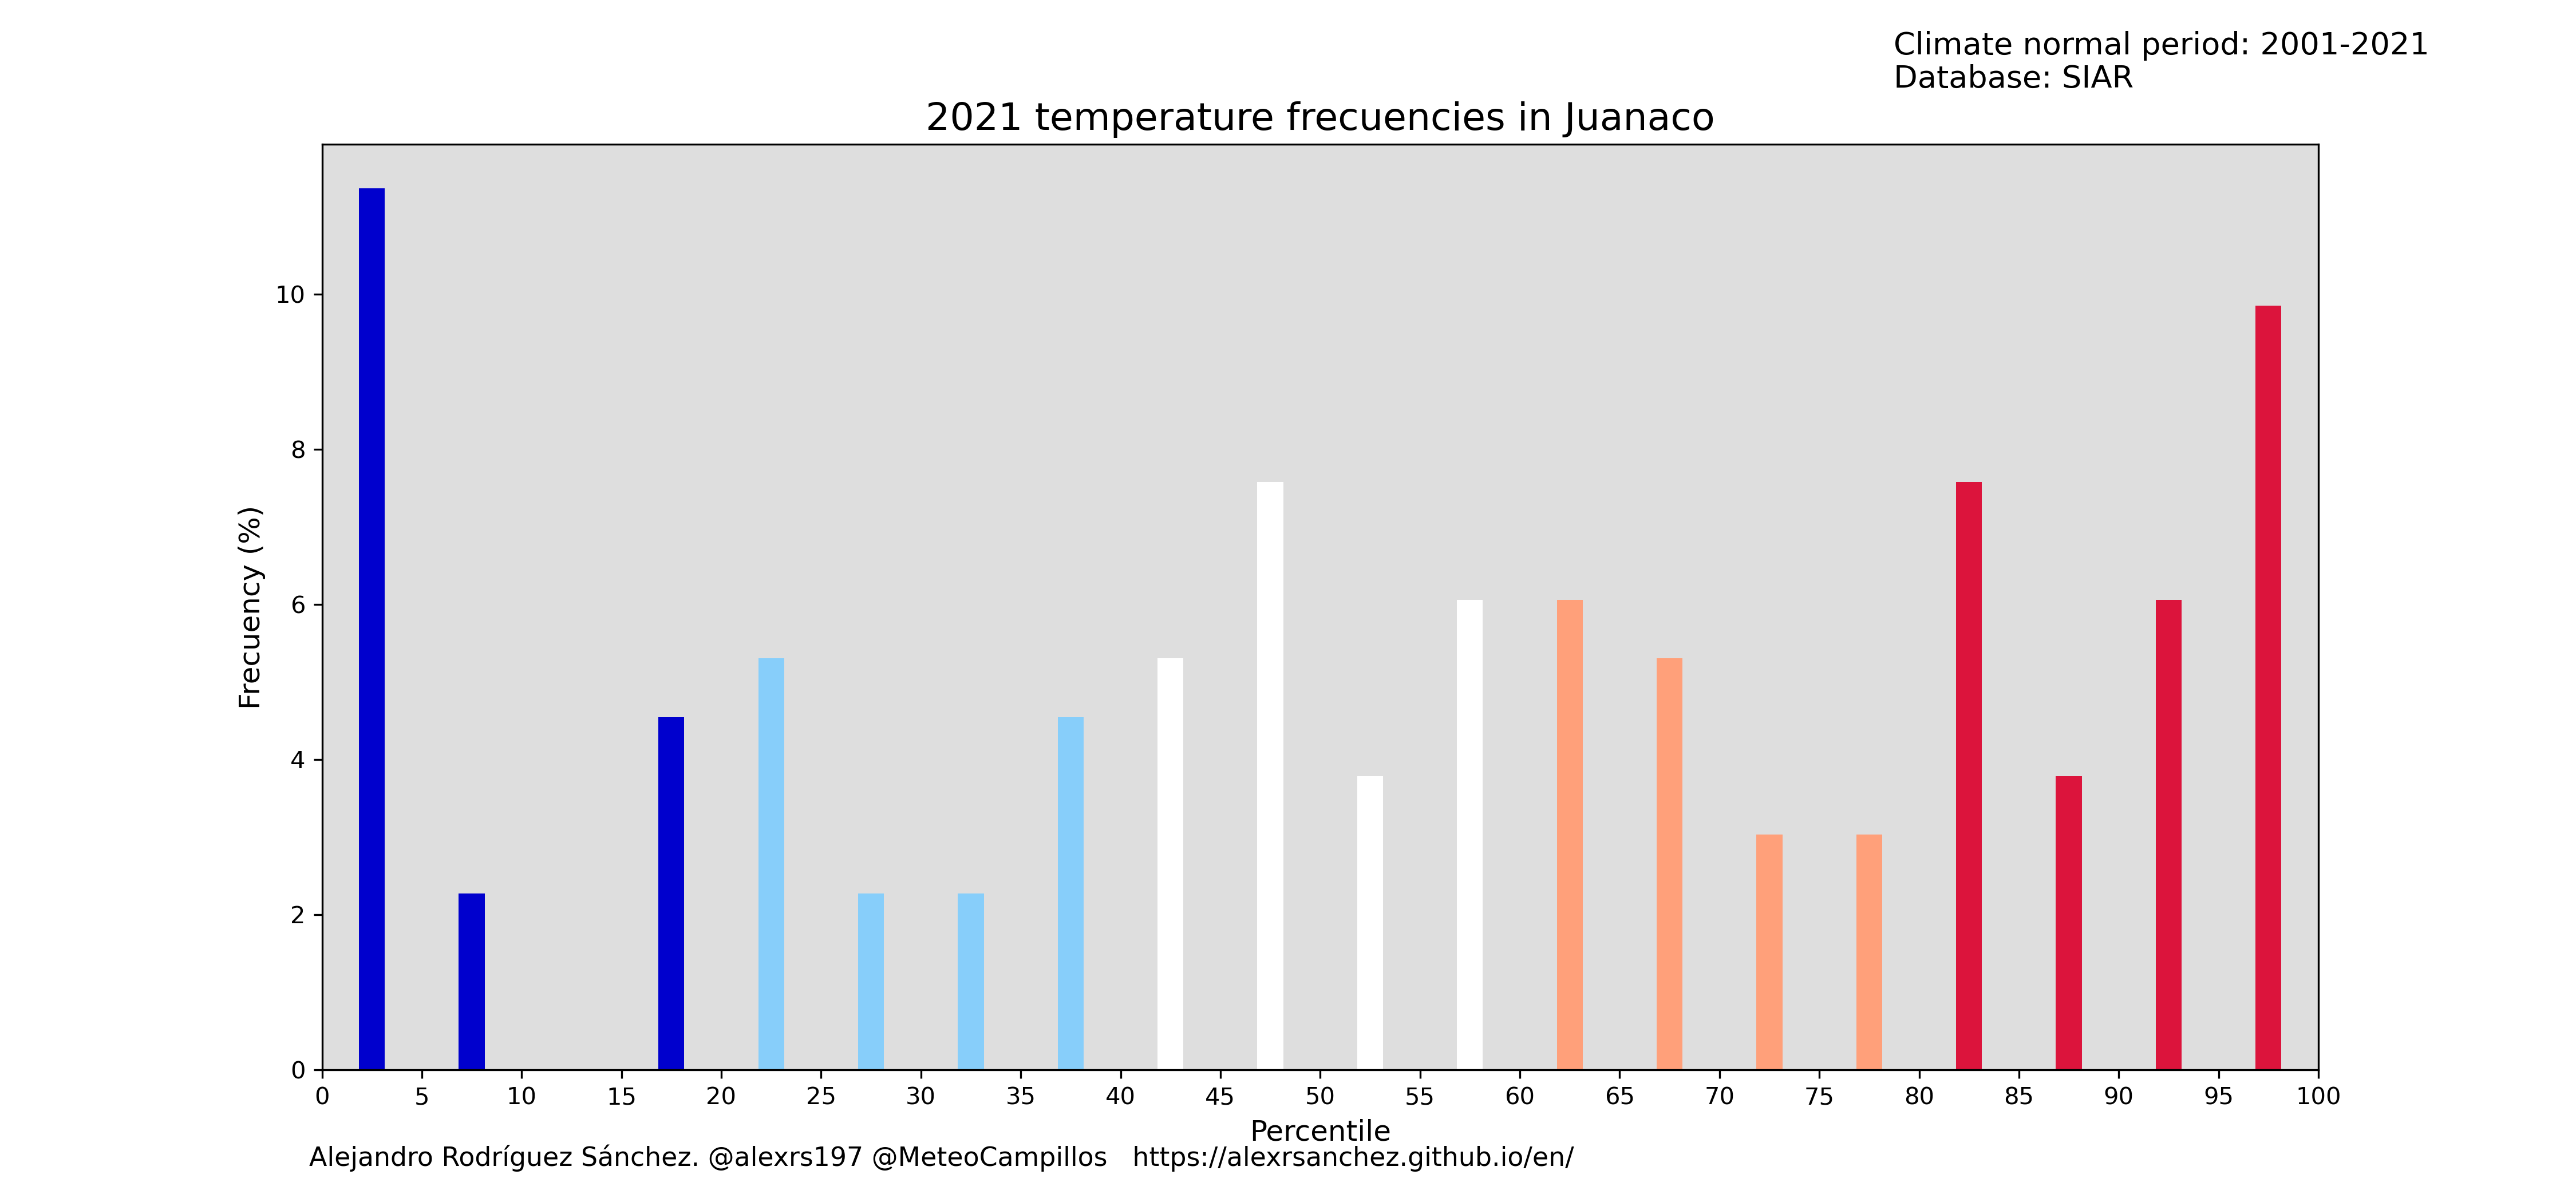 Climate normal period: 2001-2021
Database: SIAR
2021 temperature frecuencies in Juanaco
Frecuency (%)
10
8
6
4
2
0
0 5 10 15 20 25 30 35 40 45 50 55 60 65 70 75 80 85 90 95 100
Percentile
Alejandro Rodríguez Sánchez. @alexrs197 @MeteoCampillos https://alexrsanchez.github.io/en/